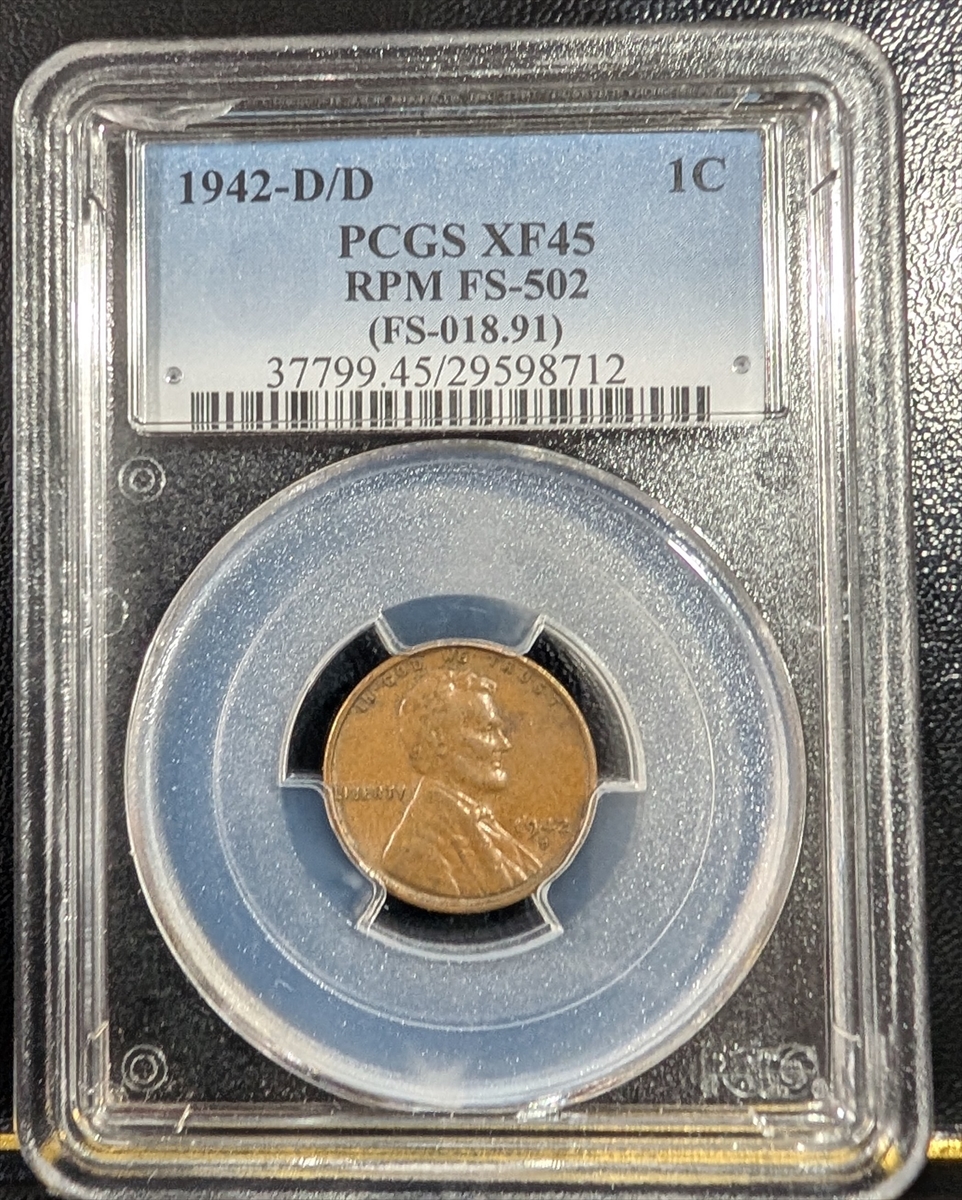 1942-D/D 1C
PCGS XF45
RPM FS-502
(FS-018.91)
37799.45/29598712
IN GOD WE TRUST
LIBERTY
1942
D